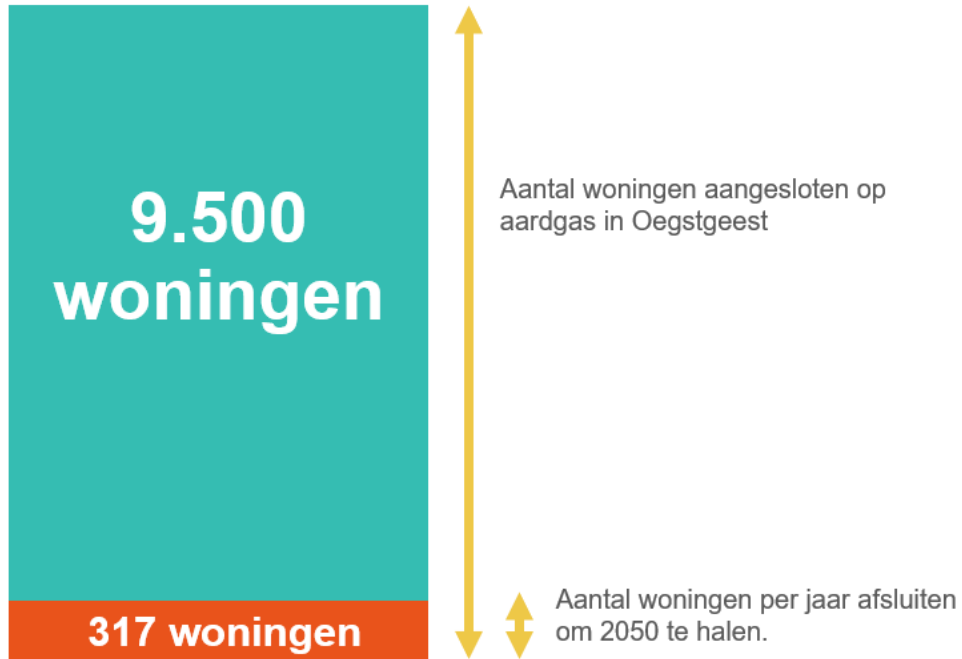 9.500
woningen
Aantal woningen aangesloten op
aardgas in Oegstgeest
317 woningen
Aantal woningen per jaar afsluiten
om 2050 te halen.